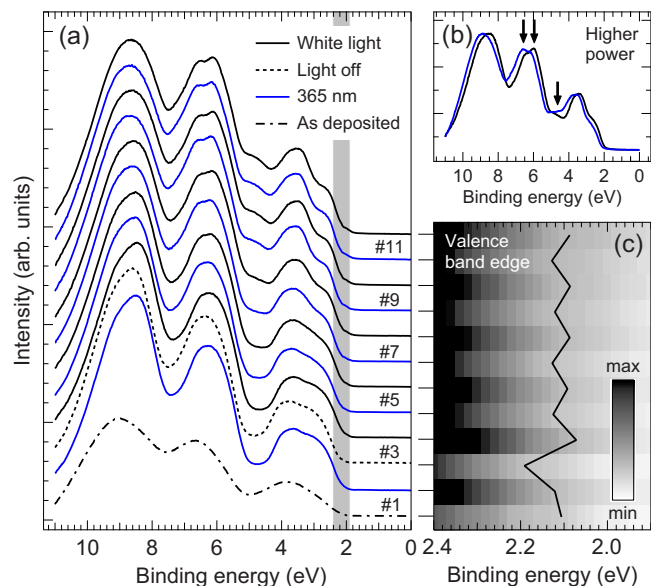 (a)
White light
Light off
365 nm
As deposited
#11
#9
#7
#5
#3
#1
Intensity (arb. units)
10 8 6 4 2 0
Binding energy (eV)
(b)
Higher
power
10 8 6 4 2 0
Binding energy (eV)
Valence
band edge
(c)
max
min
2.4 2.2 2.0
Binding energy (eV)